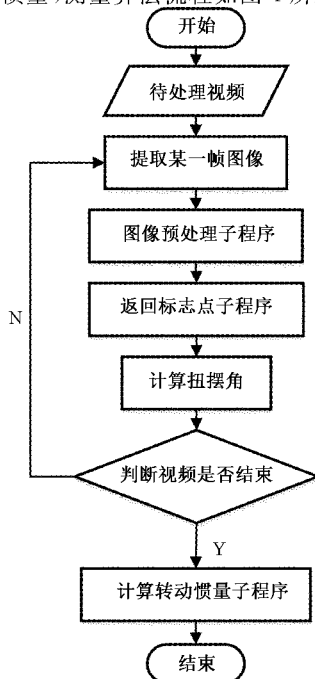 开始
待处理视频
提取某一帧图像
图像预处理子程序
返回标志点子程序
N
计算扭摆角
判断视频是否结束
Y
计算转动惯量子程序
结束